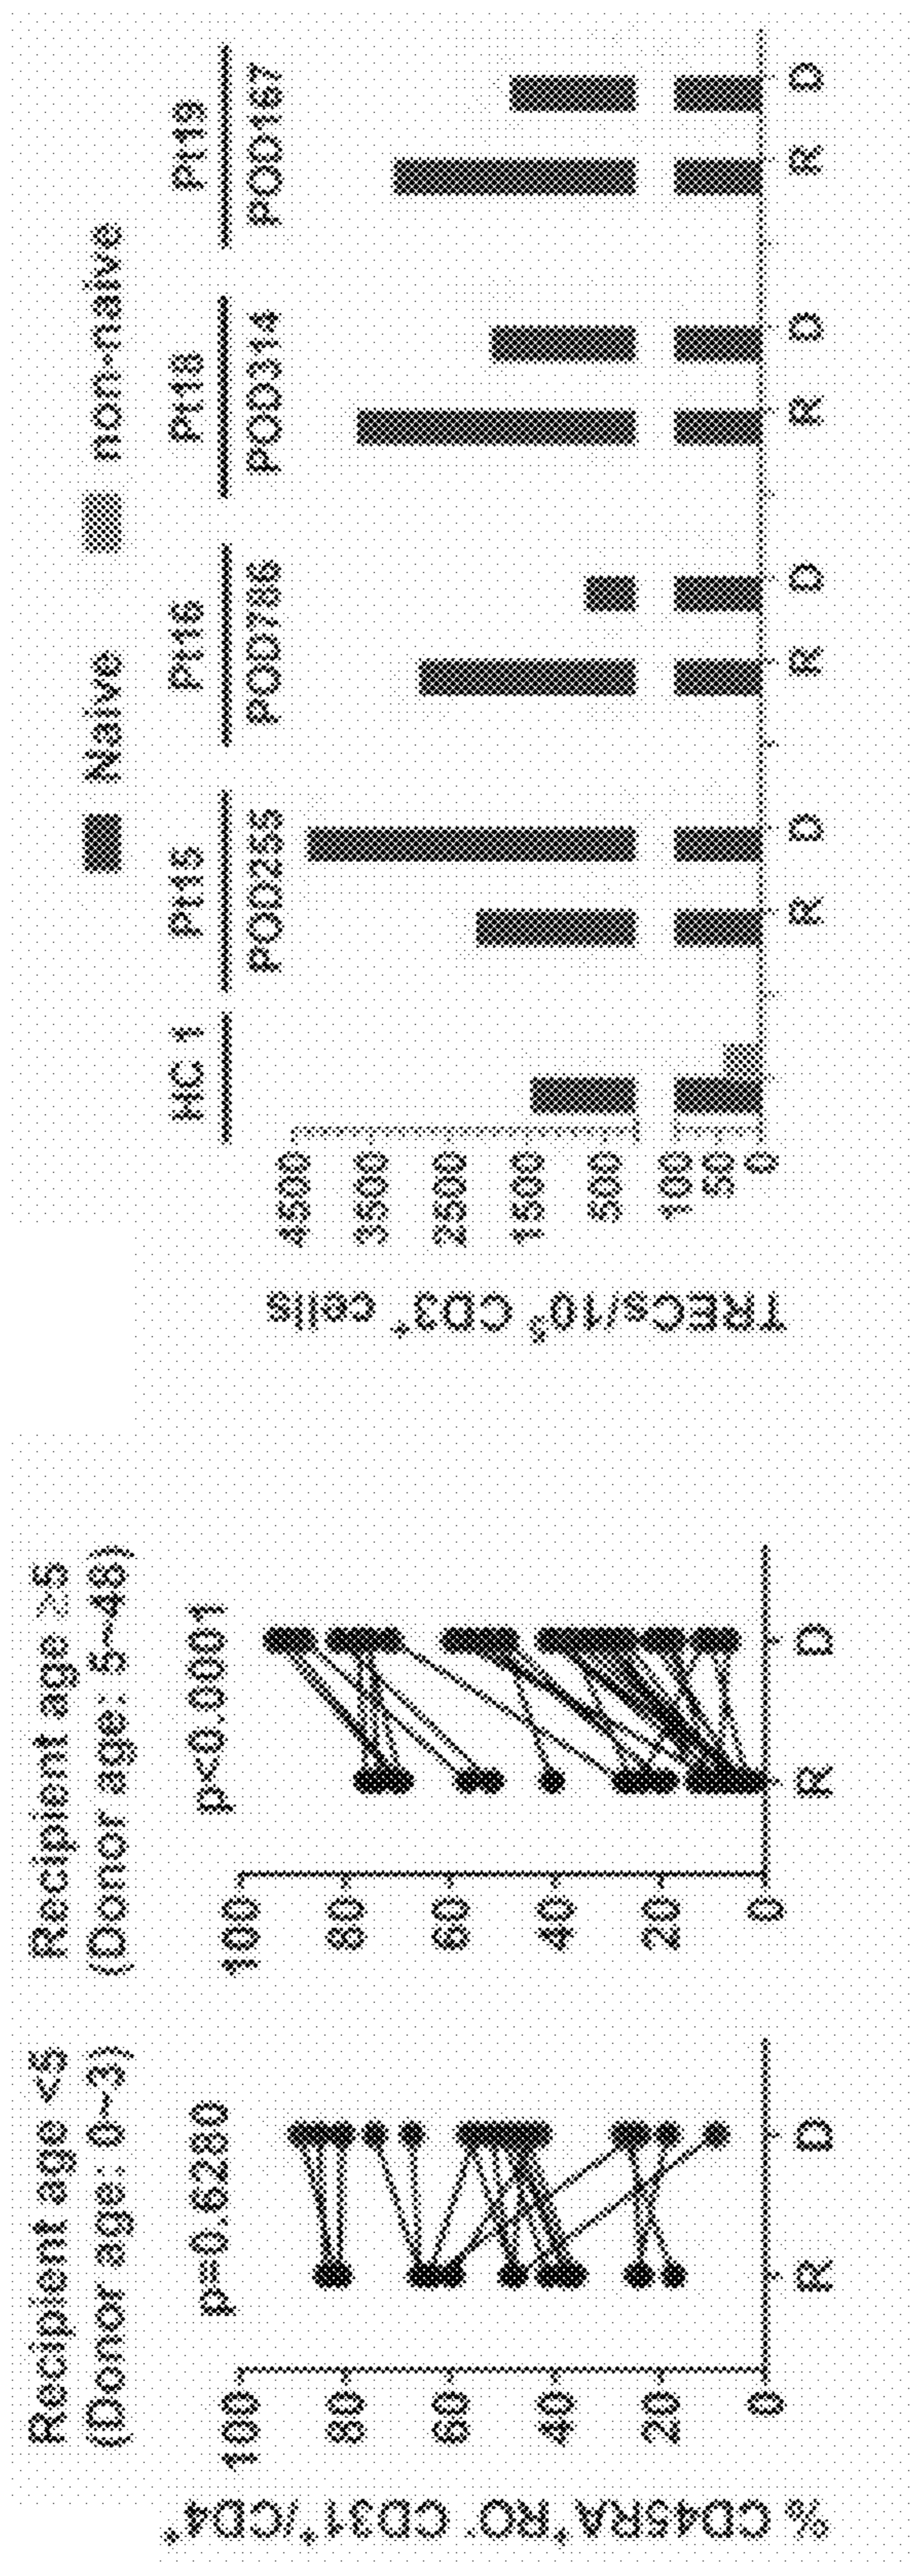 Recipient age <5
(Donor age: 0~3)
p=0.6280
% CD45RA⁺RO⁻ CD31⁺/CD4⁺
100
80
60
40
20
0
R D
Recipient age ≥5
(Donor age: 5~46)
p<0.0001
100
80
60
40
20
0
R D
Naive non-naive
HC 1 Pt15 Pt16 Pt18 Pt19
POD255 POD786 POD314 POD167
TRECs/10⁵ CD3⁺ cells
4500
3500
2500
1500
500
100
50
0
R D R D R D R D